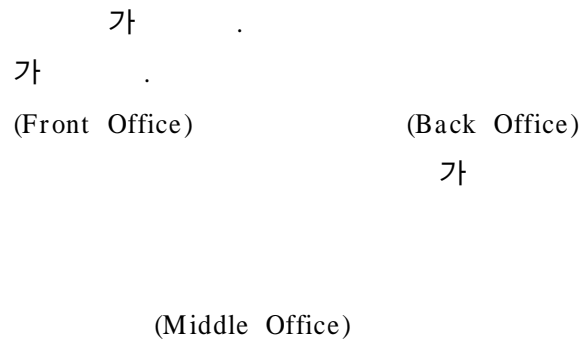 가 .
가 .
(Front Office) (Back Office)
가
(Middle Office)